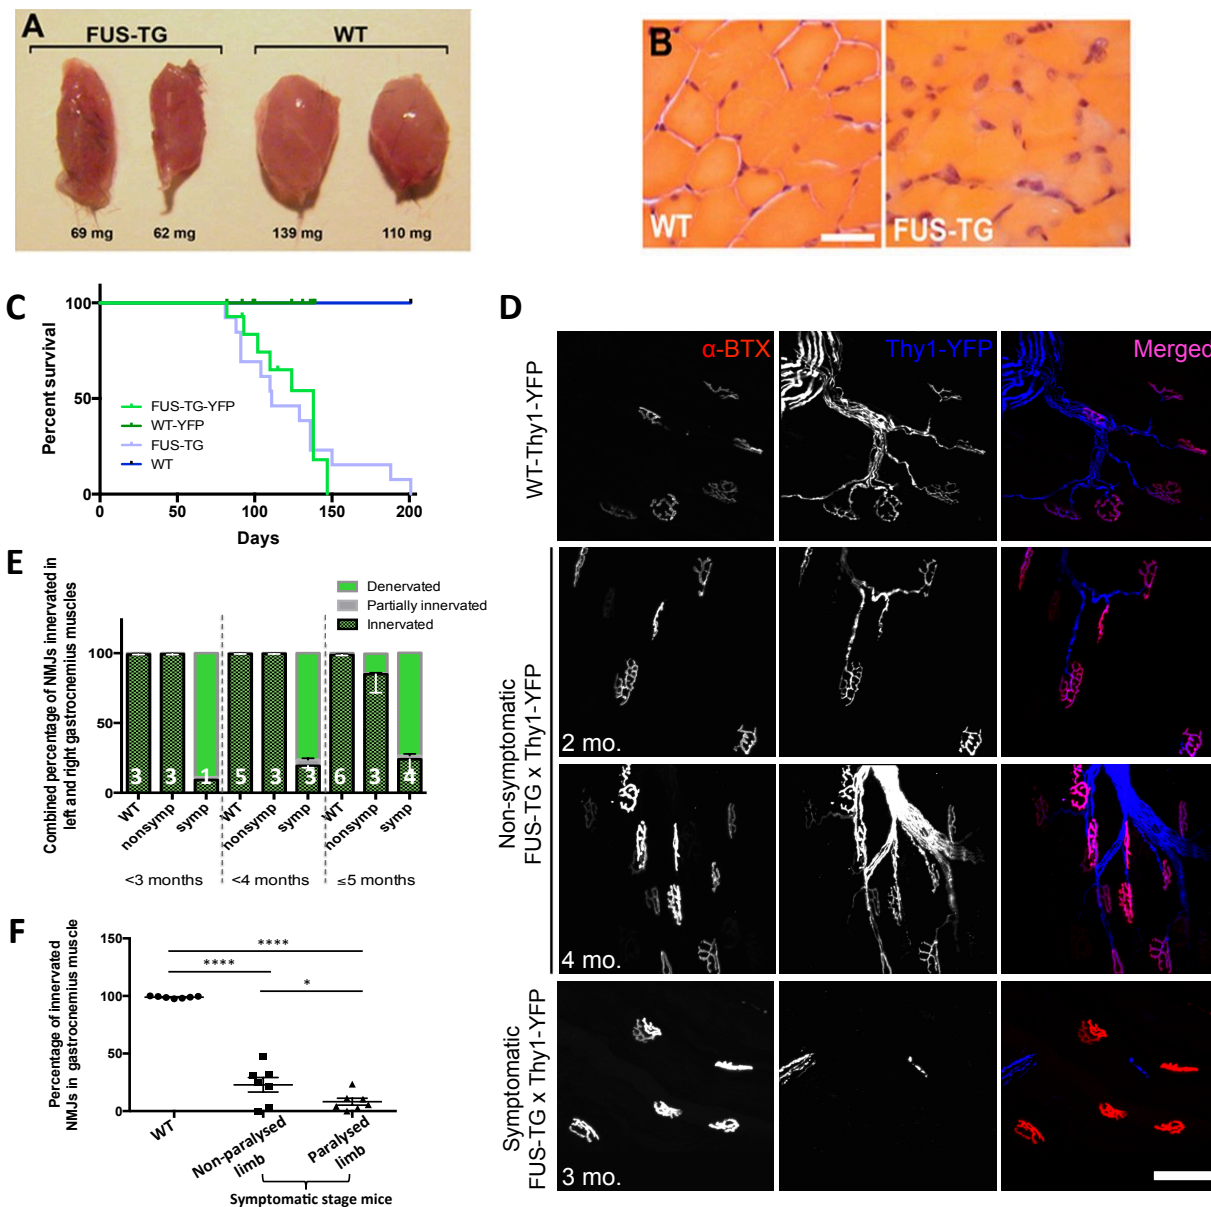 A
FUS-TG
WT
69 mg
62 mg
139 mg
110 mg
B
WT
FUS-TG
C
Percent survival
100
50
0
0
50
100
150
200
Days
FUS-TG-YFP
WT-YFP
FUS-TG
WT
D
α-BTX
Thy1-YFP
Merged
WT-Thy1-YFP
Non-symptomatic
FUS-TG x Thy1-YFP
2 mo.
4 mo.
Symptomatic
FUS-TG x Thy1-YFP
3 mo.
E
Denervated
Partially innervated
Innervated
Combined percentage of NMJs innervated in
left and right gastrocnemius muscles
100
50
0
3
3
1
5
3
3
6
3
4
WT
nonsymp
symp
WT
nonsymp
symp
WT
nonsymp
symp
<3 months
<4 months
≤5 months
F
Percentage of innervated
NMJs in gastrocnemius muscle
150
100
50
0
****
****
*
WT
Non-paralysed
limb
Paralysed
limb
Symptomatic stage mice